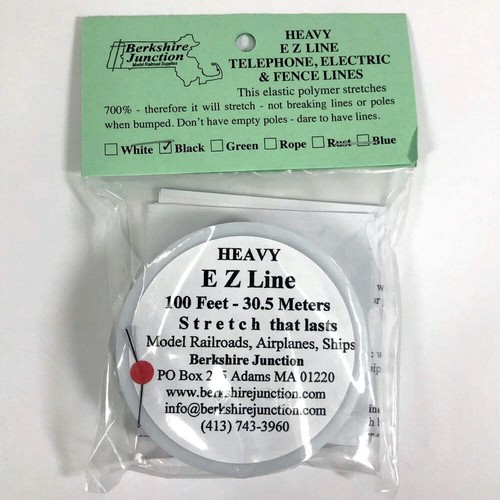 Berkshire
Junction
Model Railroad Supplies
HEAVY
E Z LINE
TELEPHONE, ELECTRIC
& FENCE LINES
This elastic polymer stretches
700% - therefore it will stretch - not breaking lines or poles
when bumped. Don't have empty poles - dare to have lines.
White Black Green Rope Rust Blue
HEAVY
E Z Line
100 Feet - 30.5 Meters
Stretch that lasts
Model Railroads, Airplanes, Ships
Berkshire Junction
PO Box Adams MA 01220
www.berkshirejunction.com
info@berkshirejunction.com
(413) 743-3960